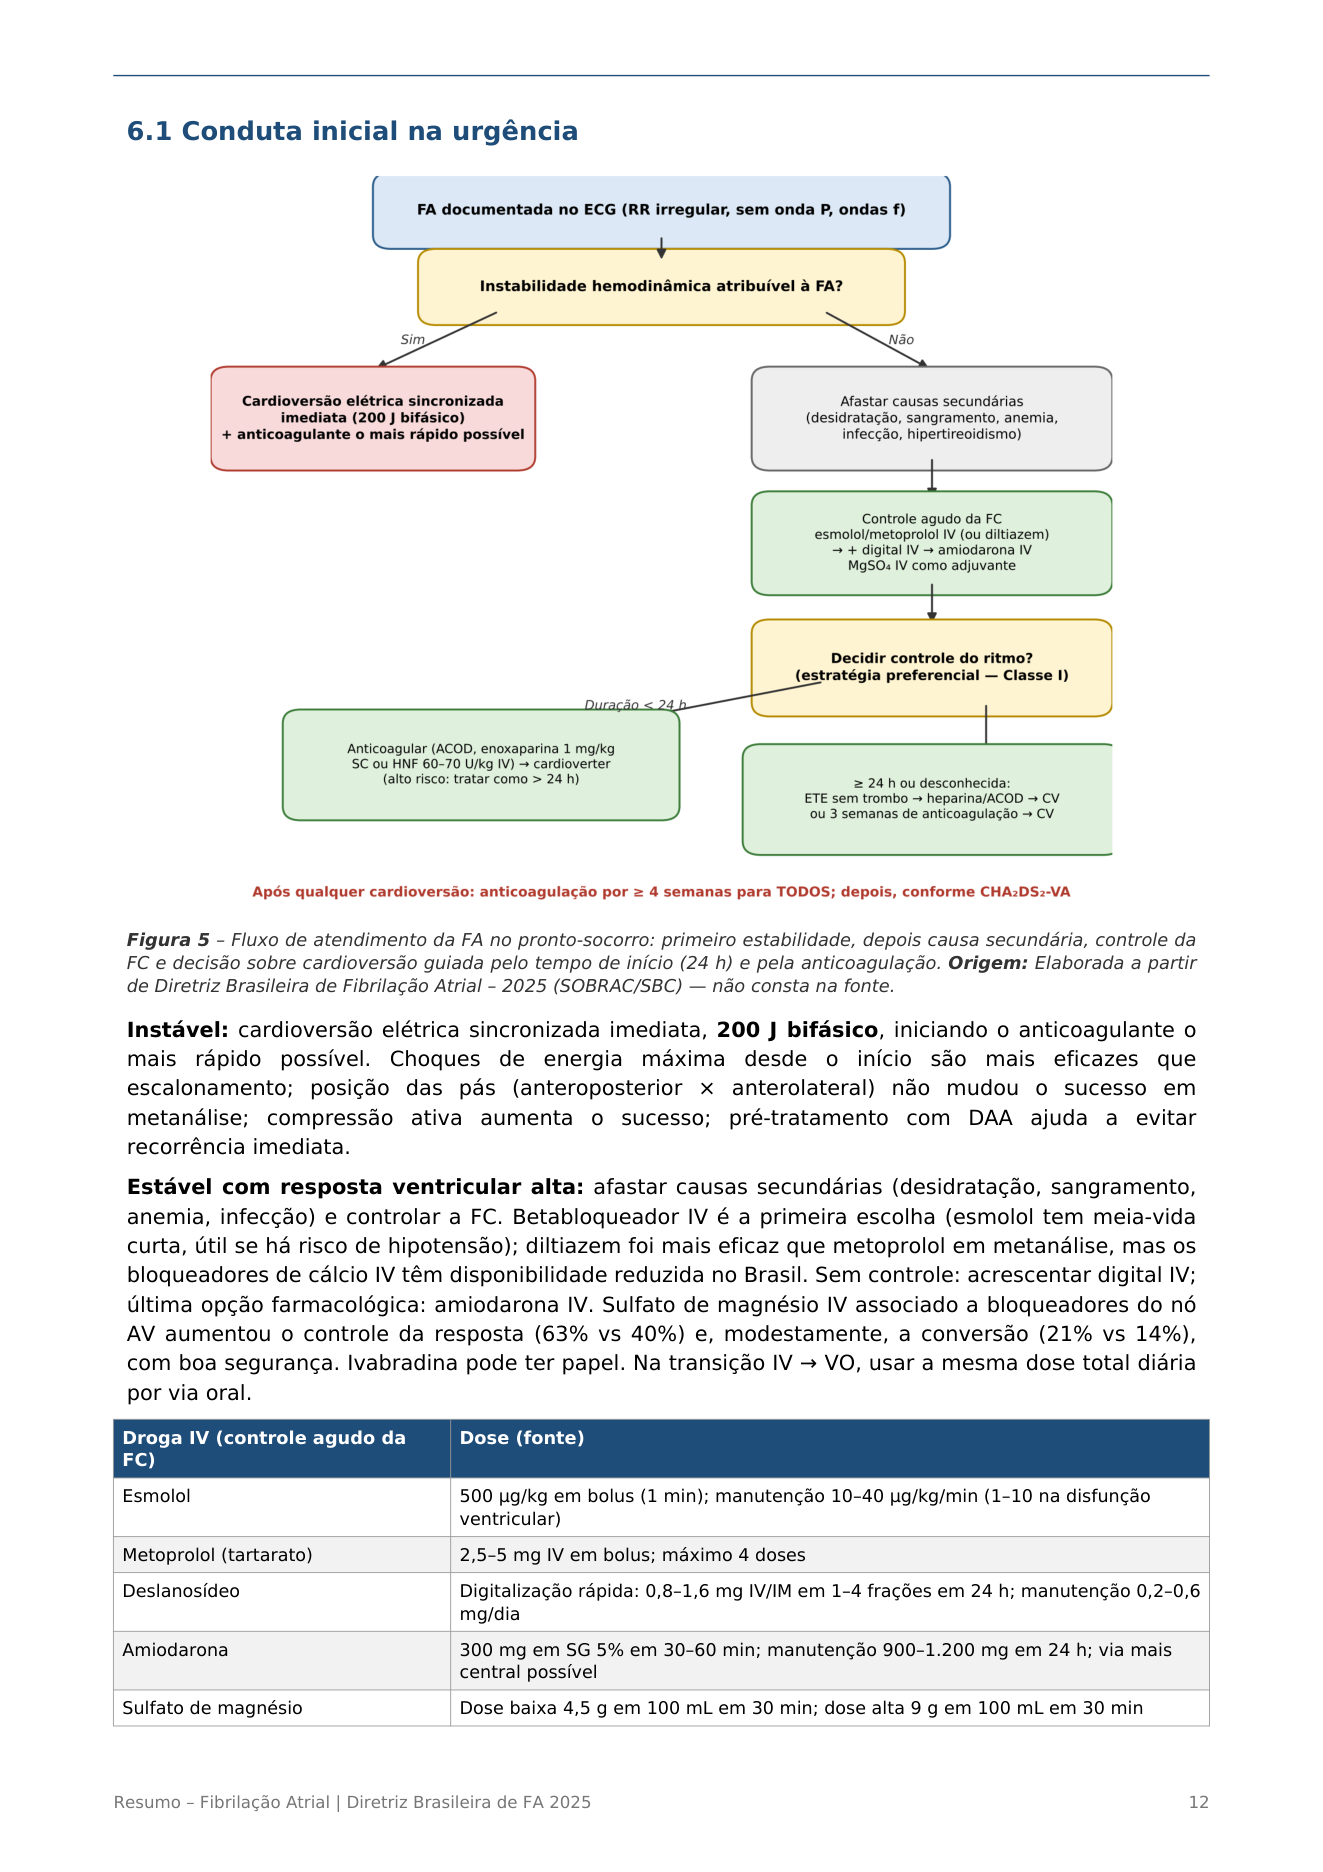 6.1 Conduta inicial na urgência
FA documentada no ECG (RR irregular, sem onda P, ondas f)
Instabilidade hemodinâmica atribuível à FA?
Sim
Não
Cardioversão elétrica sincronizada
imediata (200 J bifásico)
+ anticoagulante o mais rápido possível
Afastar causas secundárias
(desidratação, sangramento, anemia,
infecção, hipertireoidismo)
Controle agudo da FC
esmolol/metoprolol IV (ou diltiazem)
→ + digital IV → amiodarona IV
MgSO₄ IV como adjuvante
Decidir controle do ritmo?
(estratégia preferencial — Classe I)
Duração < 24 h
Anticoagular (ACOD, enoxaparina 1 mg/kg
SC ou HNF 60–70 U/kg IV) → cardioverter
(alto risco: tratar como > 24 h)
≥ 24 h ou desconhecida:
ETE sem trombo → heparina/ACOD → CV
ou 3 semanas de anticoagulação → CV
Após qualquer cardioversão: anticoagulação por ≥ 4 semanas para TODOS; depois, conforme CHA₂DS₂-VA
Figura 5 – Fluxo de atendimento da FA no pronto-socorro: primeiro estabilidade, depois causa secundária, controle da
FC e decisão sobre cardioversão guiada pelo tempo de início (24 h) e pela anticoagulação. Origem: Elaborada a partir
de Diretriz Brasileira de Fibrilação Atrial – 2025 (SOBRAC/SBC) — não consta na fonte.
Instável: cardioversão elétrica sincronizada imediata, 200 J bifásico, iniciando o anticoagulante o
mais rápido possível. Choques de energia máxima desde o início são mais eficazes que
escalonamento; posição das pás (anteroposterior × anterolateral) não mudou o sucesso em
metanálise; compressão ativa aumenta o sucesso; pré-tratamento com DAA ajuda a evitar
recorrência imediata.
Estável com resposta ventricular alta: afastar causas secundárias (desidratação, sangramento,
anemia, infecção) e controlar a FC. Betabloqueador IV é a primeira escolha (esmolol tem meia-vida
curta, útil se há risco de hipotensão); diltiazem foi mais eficaz que metoprolol em metanálise, mas os
bloqueadores de cálcio IV têm disponibilidade reduzida no Brasil. Sem controle: acrescentar digital IV;
última opção farmacológica: amiodarona IV. Sulfato de magnésio IV associado a bloqueadores do nó
AV aumentou o controle da resposta (63% vs 40%) e, modestamente, a conversão (21% vs 14%),
com boa segurança. Ivabradina pode ter papel. Na transição IV → VO, usar a mesma dose total diária
por via oral.
Droga IV (controle agudo da
FC)
Dose (fonte)
Esmolol
500 µg/kg em bolus (1 min); manutenção 10–40 µg/kg/min (1–10 na disfunção
ventricular)
Metoprolol (tartarato)
2,5–5 mg IV em bolus; máximo 4 doses
Deslanosídeo
Digitalização rápida: 0,8–1,6 mg IV/IM em 1–4 frações em 24 h; manutenção 0,2–0,6
mg/dia
Amiodarona
300 mg em SG 5% em 30–60 min; manutenção 900–1.200 mg em 24 h; via mais
central possível
Sulfato de magnésio
Dose baixa 4,5 g em 100 mL em 30 min; dose alta 9 g em 100 mL em 30 min
Resumo – Fibrilação Atrial | Diretriz Brasileira de FA 2025
12